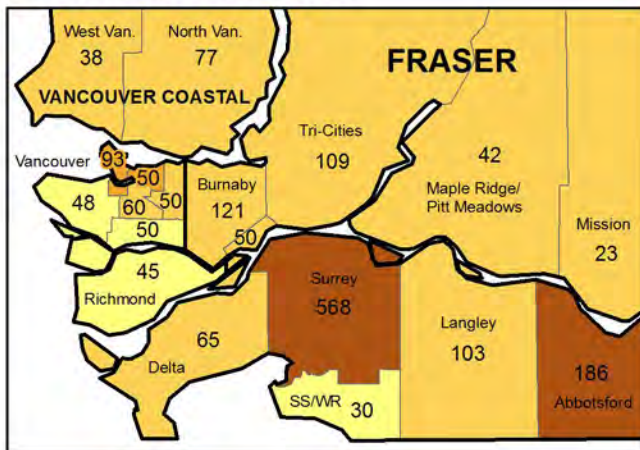 West Van.
38
North Van.
77
VANCOUVER COASTAL
FRASER
Tri-Cities
109
42
Maple Ridge/
Pitt Meadows
Mission
23
Vancouver
93
50
48
60
50
50
Burnaby
121
50
45
Richmond
Surrey
568
65
Delta
Langley
103
SS/WR
30
186
Abbotsford